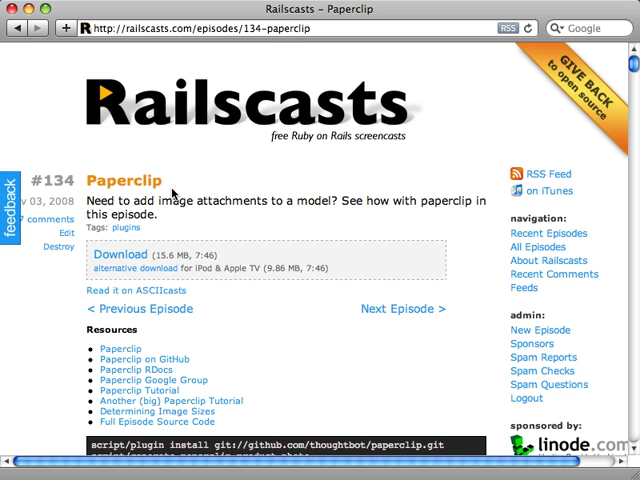 Railscasts - Paperclip
http://railscasts.com/episodes/134-paperclip
RSS
Google
GIVE BACK
to open source
Railscasts
free Ruby on Rails screencasts
feedback
#134
Paperclip
v 03, 2008
7 comments
Edit
Destroy
Need to add image attachments to a model? See how with paperclip in
this episode.
Tags: plugins
Download (15.6 MB, 7:46)
alternative download for iPod & Apple TV (9.86 MB, 7:46)
Read it on ASCIIcasts
< Previous Episode
Next Episode >
Resources
Paperclip
Paperclip on GitHub
Paperclip RDocs
Paperclip Google Group
Paperclip Tutorial
Another (big) Paperclip Tutorial
Determining Image Sizes
Full Episode Source Code
script/plugin install git://github.com/thoughtbot/paperclip.git
RSS Feed
on iTunes
navigation:
Recent Episodes
All Episodes
About Railscasts
Recent Comments
Feeds
admin:
New Episode
Sponsors
Spam Reports
Spam Checks
Spam Questions
Logout
sponsored by:
linode.com